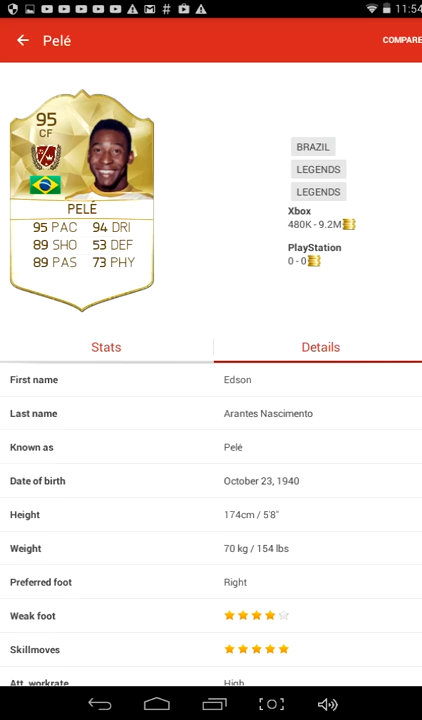 11:54
Pelé
COMPARE
95
CF
PELÉ
95 PAC 94 DRI
89 SHO 53 DEF
89 PAS 73 PHY
BRAZIL
LEGENDS
LEGENDS
Xbox
480K - 9.2M
PlayStation
0 - 0
Stats Details
First name Edson
Last name Arantes Nascimento
Known as Pelé
Date of birth October 23, 1940
Height 174cm / 5'8"
Weight 70 kg / 154 lbs
Preferred foot Right
Weak foot
Skillmoves
Att. workrate High